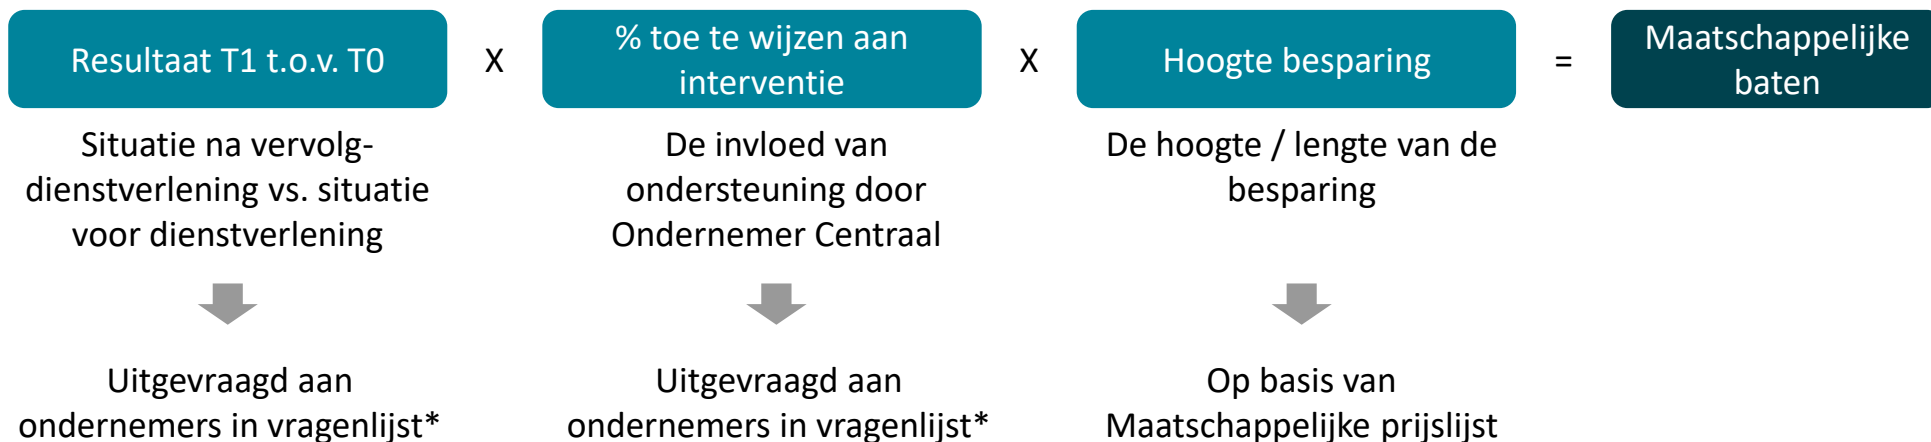 Resultaat T1 t.o.v. T0
X
% toe te wijzen aan
interventie
X
Hoogte besparing
=
Maatschappelijke
baten
Situatie na vervolg-
dienstverlening vs. situatie
voor dienstverlening
De invloed van
ondersteuning door
Ondernemer Centraal
De hoogte / lengte van de
besparing
Uitgevraagd aan
ondernemers in vragenlijst*
Uitgevraagd aan
ondernemers in vragenlijst*
Op basis van
Maatschappelijke prijslijst